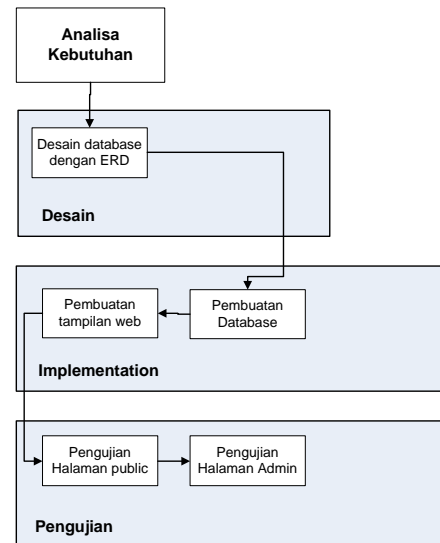 Analisa
Kebutuhan
Desain database
dengan ERD
Desain
Pembuatan
tampilan web
Pembuatan
Database
Implementation
Pengujian
Halaman public
Pengujian
Halaman Admin
Pengujian